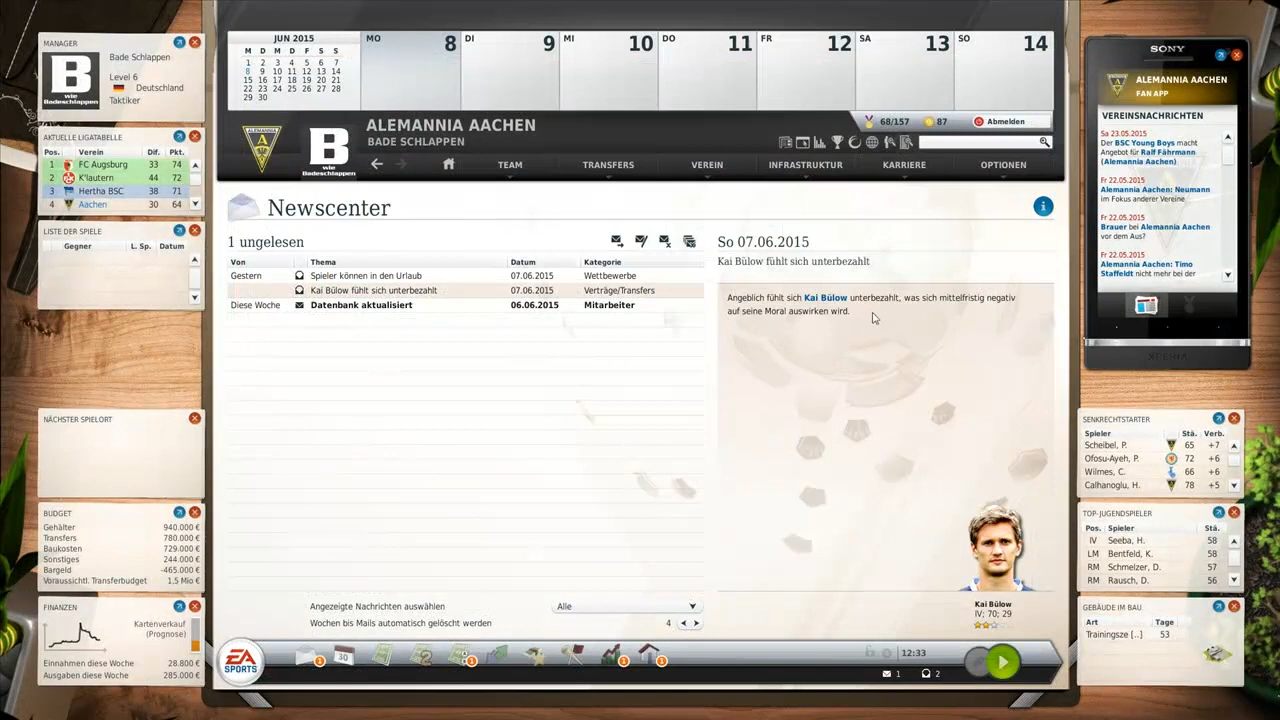 MANAGER
B
wie
Badeschlappen
Bade Schlappen
Level 6
Deutschland
Taktiker
AKTUELLE LIGATABELLE
Pos. Verein Dif. Pkt.
1 FC Augsburg 33 74
2 K'lautern 44 72
3 Hertha BSC 38 71
4 Aachen 30 64
LISTE DER SPIELE
Gegner L. Sp. Datum
NÄCHSTER SPIELORT
BUDGET
Gehälter 940.000 €
Transfers 780.000 €
Baukosten 729.000 €
Sonstiges 244.000 €
Bargeld -465.000 €
Voraussichtl. Transferbudget 1,5 Mio €
FINANZEN
Kartenverkauf
(Prognose)
Einnahmen diese Woche 28.800 €
Ausgaben diese Woche 285.000 €
JUN 2015
M D M D F S S
1 2 3 4 5 6 7
8 9 10 11 12 13 14
15 16 17 18 19 20 21
22 23 24 25 26 27 28
29 30
MO 8
DI 9
MI 10
DO 11
FR 12
SA 13
SO 14
ALEMANNIA AACHEN
BADE SCHLAPPEN
B
wie
Badeschlappen
68/157 87 Abmelden
TEAM TRANSFERS VEREIN INFRASTRUKTUR KARRIERE OPTIONEN
Newscenter
1 ungelesen
Von Thema Datum Kategorie
Gestern Spieler können in den Urlaub 07.06.2015 Wettbewerbe
Kai Bülow fühlt sich unterbezahlt 07.06.2015 Verträge/Transfers
Diese Woche Datenbank aktualisiert 06.06.2015 Mitarbeiter
Angezeigte Nachrichten auswählen Alle
Wochen bis Mails automatisch gelöscht werden 4
So 07.06.2015
Kai Bülow fühlt sich unterbezahlt
Angeblich fühlt sich Kai Bülow unterbezahlt, was sich mittelfristig negativ
auf seine Moral auswirken wird.
Kai Bülow
IV; 70; 29
EA
SPORTS
1 30 2 1 1 1
12:33
1 2
SONY
ALEMANNIA AACHEN
FAN APP
VEREINSNACHRICHTEN
Sa 23.05.2015
Der BSC Young Boys macht
Angebot für Ralf Fährmann
(Alemannia Aachen)
Fr 22.05.2015
Alemannia Aachen: Neumann
im Fokus anderer Vereine
Fr 22.05.2015
Brauer bei Alemannia Aachen
vor dem Aus?
Fr 22.05.2015
Alemannia Aachen: Timo
Staffeldt nicht mehr bei der
XPERIA
SENKRECHTSTARTER
Spieler Stä. Verb.
Scheibel, P. 65 +7
Ofosu-Ayeh, P. 72 +6
Wilmes, C. 66 +6
Calhanoglu, H. 78 +5
TOP-JUGENDSPIELER
Pos. Spieler Stä.
IV Seeba, H. 58
LM Bentfeld, K. 58
RM Schmelzer, D. 57
RM Rausch, D. 56
GEBÄUDE IM BAU
Art Tage
Trainingsze [..] 53